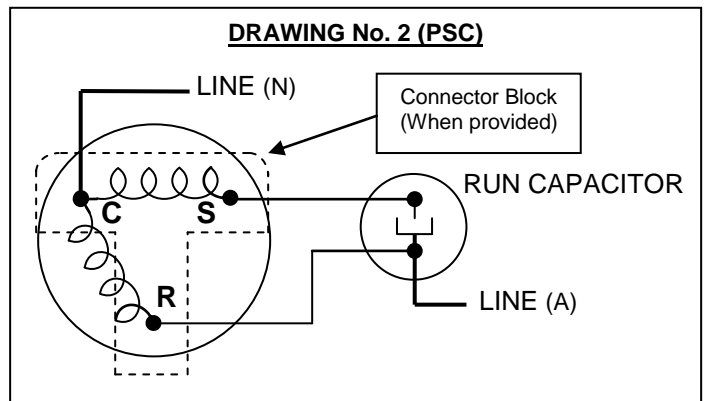 DRAWING No. 2 (PSC)
LINE (N)
Connector Block
(When provided)
RUN CAPACITOR
C
S
R
LINE (A)